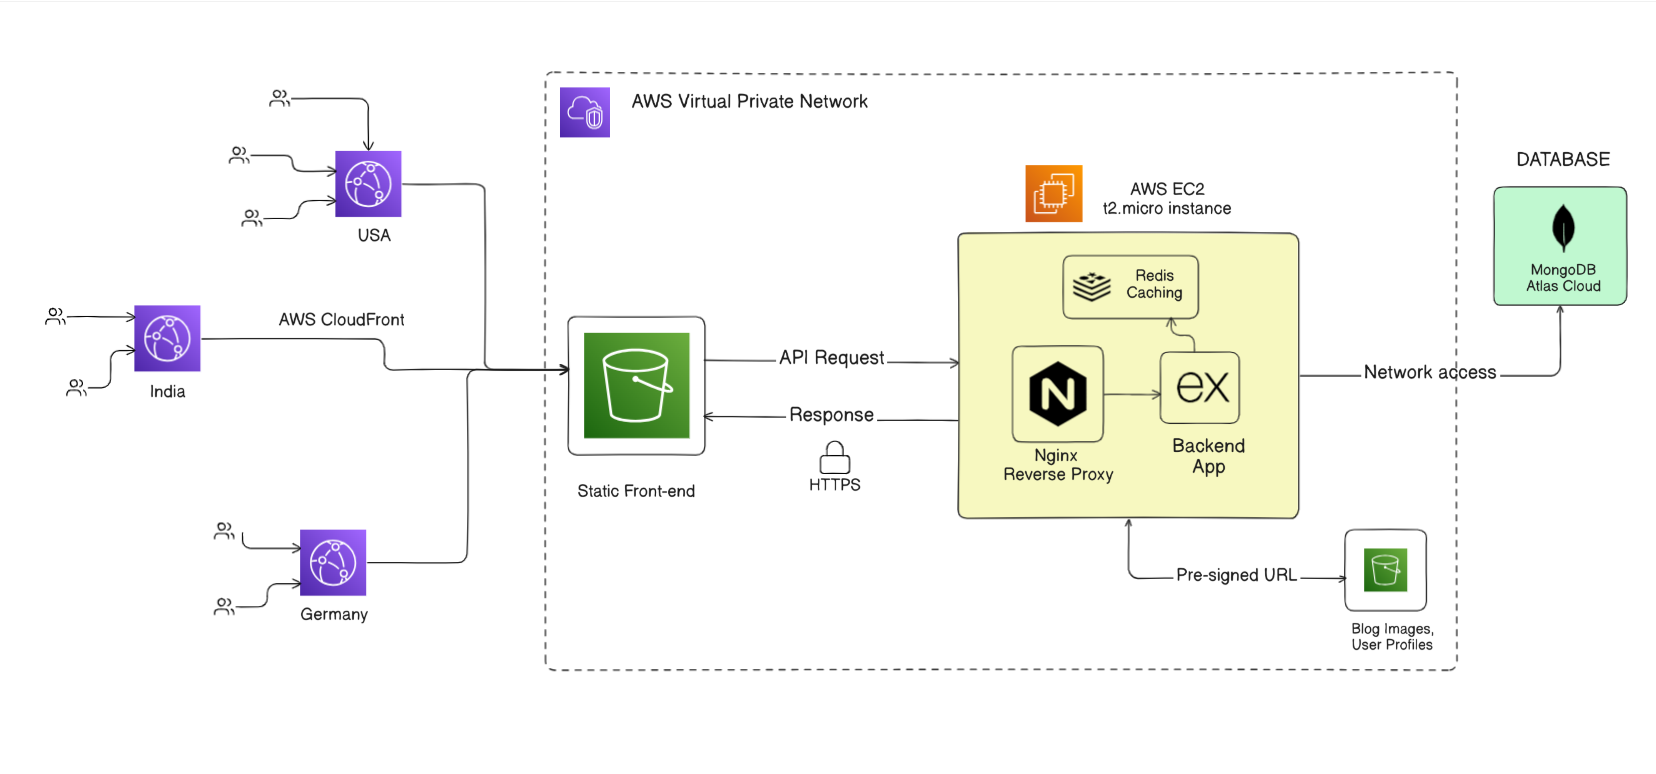 AWS Virtual Private Network
DATABASE
AWS EC2
t2.micro instance
USA
MongoDB
Atlas Cloud
Redis
Caching
AWS CloudFront
API Request
Network access
India
ex
Response
Nginx
Reverse Proxy
Backend
App
HTTPS
Static Front-end
Pre-signed URL
Germany
Blog Images,
User Profiles